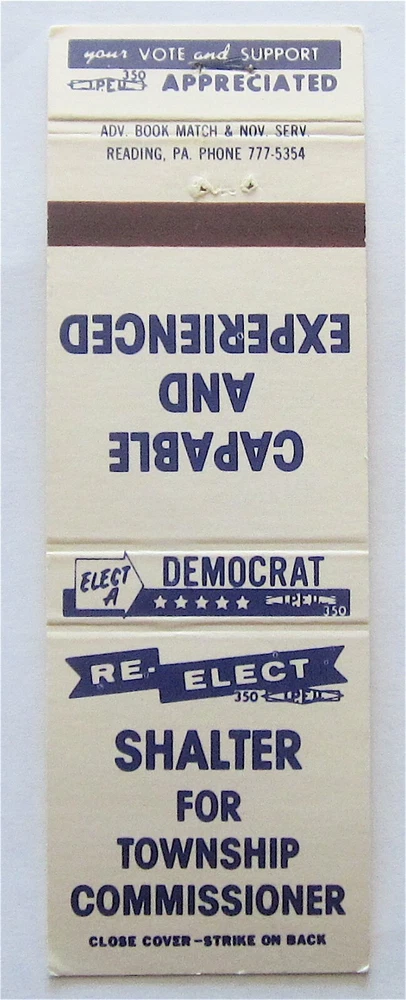 your VOTE and SUPPORT
I.P.E.U. 350 APPRECIATED
ADV. BOOK MATCH & NOV. SERV.
READING, PA. PHONE 777-5354
CAPABLE
AND
EXPERIENCED
ELECT A DEMOCRAT
I.P.E.U. 350
RE-ELECT
350 I.P.E.U.
SHALTER
FOR
TOWNSHIP
COMMISSIONER
CLOSE COVER-STRIKE ON BACK